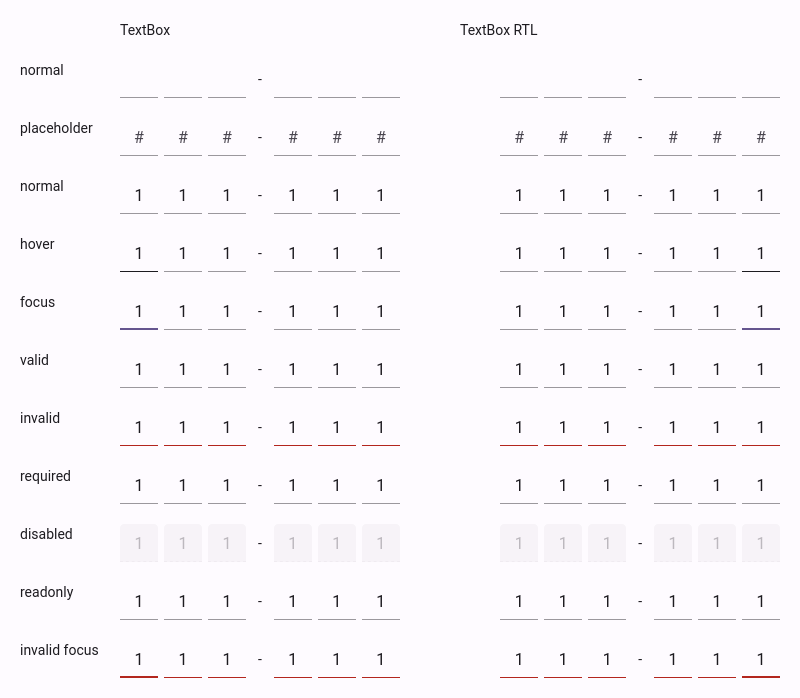 TextBox TextBox RTL
normal - -
placeholder # # # - # # # # # # - # # #
normal 1 1 1 - 1 1 1 1 1 1 - 1 1 1
hover 1 1 1 - 1 1 1 1 1 1 - 1 1 1
focus 1 1 1 - 1 1 1 1 1 1 - 1 1 1
valid 1 1 1 - 1 1 1 1 1 1 - 1 1 1
invalid 1 1 1 - 1 1 1 1 1 1 - 1 1 1
required 1 1 1 - 1 1 1 1 1 1 - 1 1 1
disabled 1 1 1 - 1 1 1 1 1 1 - 1 1 1
readonly 1 1 1 - 1 1 1 1 1 1 - 1 1 1
invalid focus 1 1 1 - 1 1 1 1 1 1 - 1 1 1